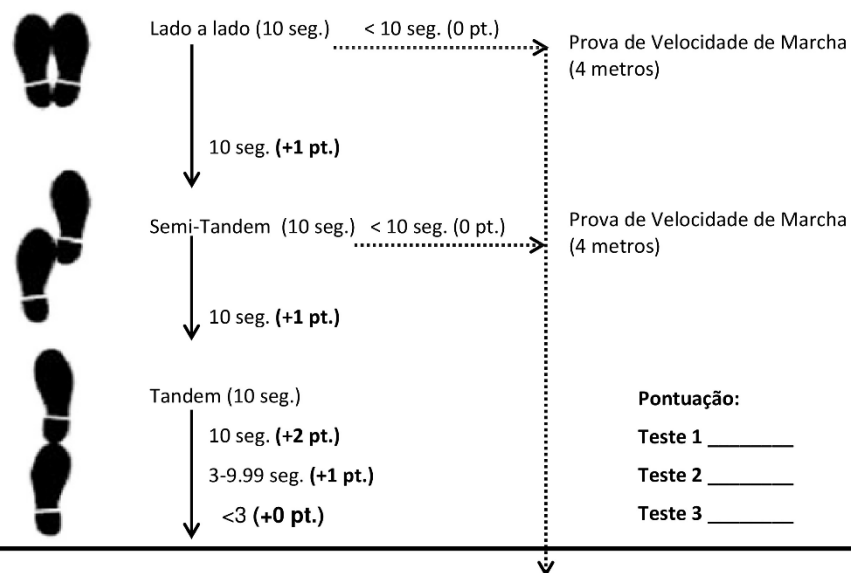 Lado a lado (10 seg.) < 10 seg. (0 pt.)
Prova de Velocidade de Marcha
(4 metros)
10 seg. (+1 pt.)
Semi-Tandem (10 seg.) < 10 seg. (0 pt.)
Prova de Velocidade de Marcha
(4 metros)
10 seg. (+1 pt.)
Tandem (10 seg.)
10 seg. (+2 pt.)
3-9.99 seg. (+1 pt.)
<3 (+0 pt.)
Pontuação:
Teste 1 ________
Teste 2 ________
Teste 3 ________